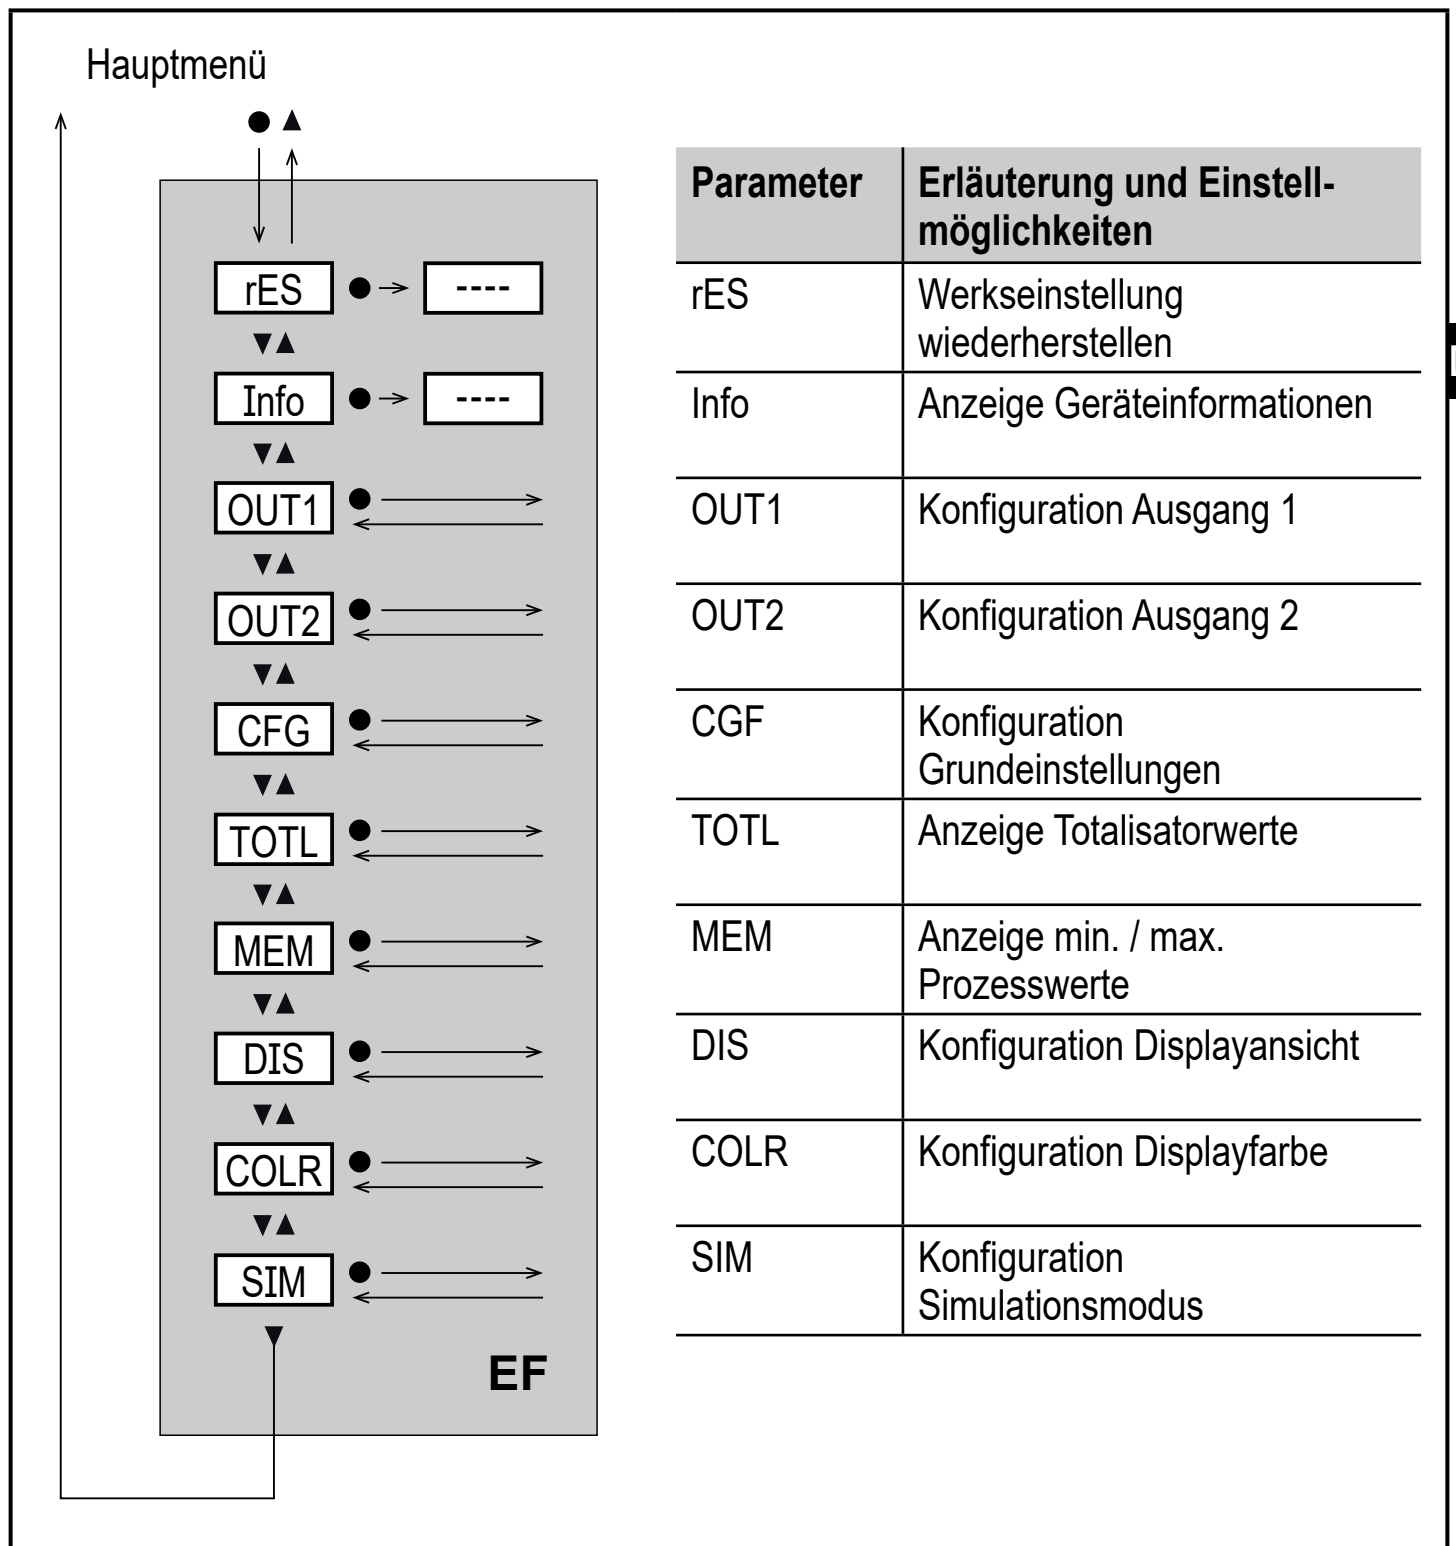 Hauptmenü
rES
----
Info
----
OUT1
OUT2
CFG
TOTL
MEM
DIS
COLR
SIM
EF
Parameter
Erläuterung und Einstell-
möglichkeiten
rES
Werkseinstellung
wiederherstellen
Info
Anzeige Geräteinformationen
OUT1
Konfiguration Ausgang 1
OUT2
Konfiguration Ausgang 2
CGF
Konfiguration
Grundeinstellungen
TOTL
Anzeige Totalisatorwerte
MEM
Anzeige min. / max.
Prozesswerte
DIS
Konfiguration Displayansicht
COLR
Konfiguration Displayfarbe
SIM
Konfiguration
Simulationsmodus